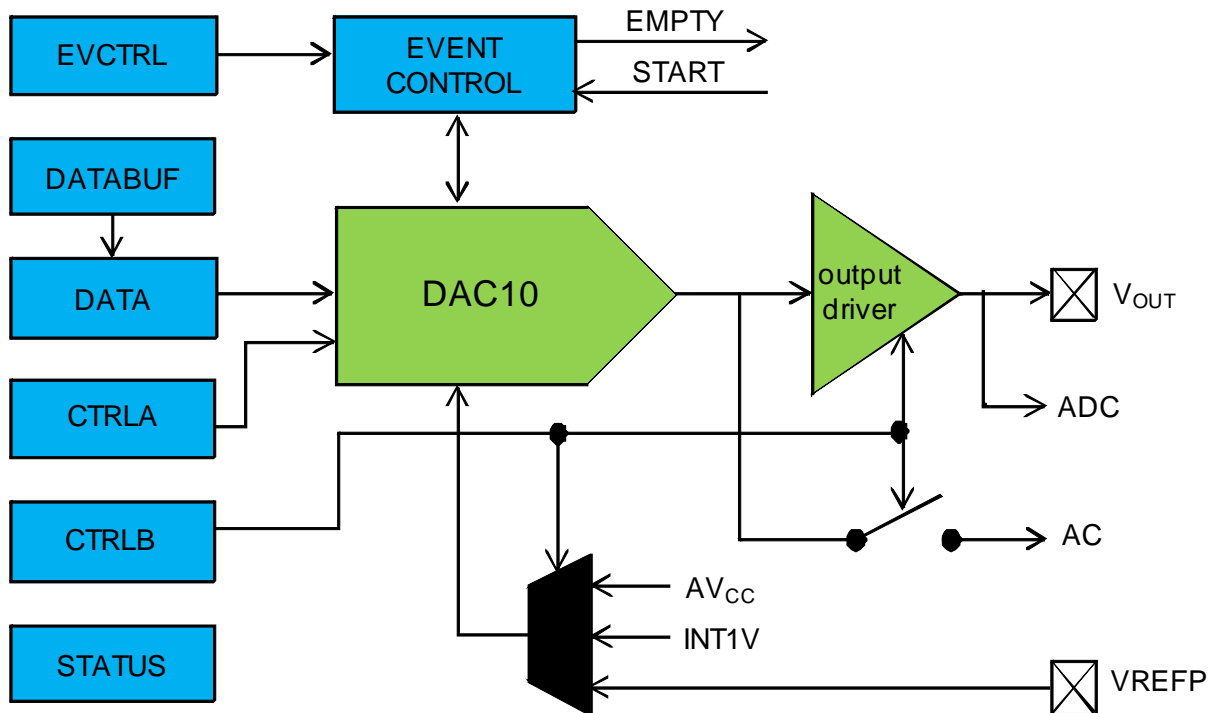 EVCTRL
EVENT
CONTROL
EMPTY
START
DATABUF
DATA
DAC10
output
driver
VOUT
CTRLA
ADC
CTRLB
AC
AVCC
INT1V
STATUS
VREFP